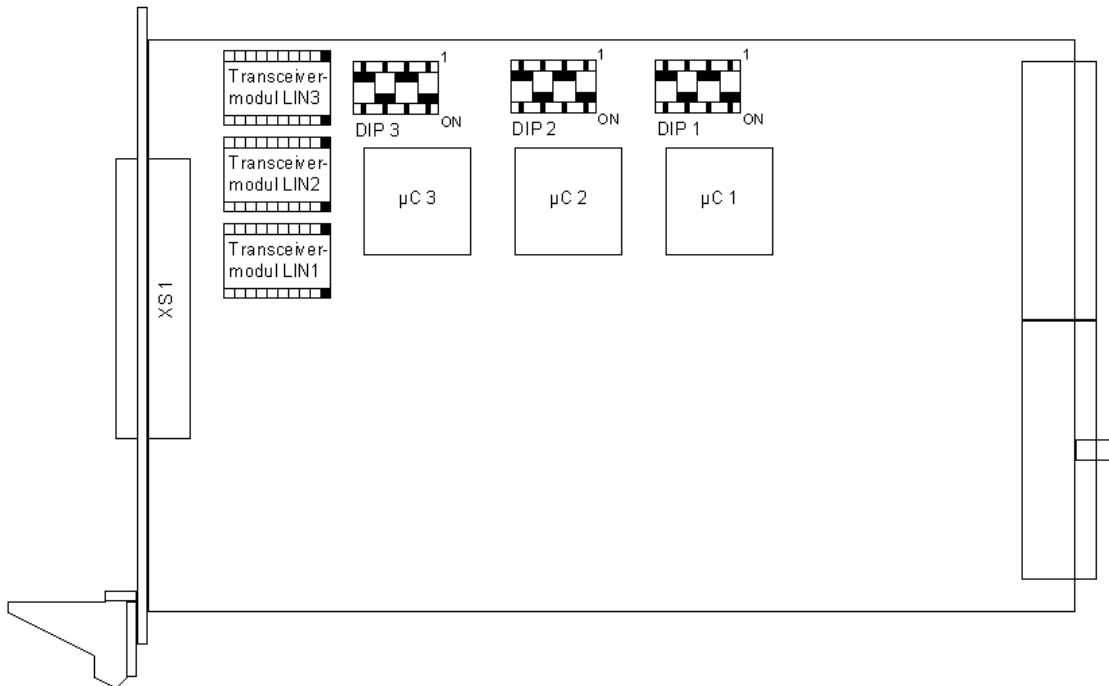 Transceiver-
modul LIN3
1
ON
DIP 3
1
ON
DIP 2
1
ON
DIP 1
Transceiver-
modul LIN2
µC 3
µC 2
µC 1
Transceiver-
modul LIN1
XS1